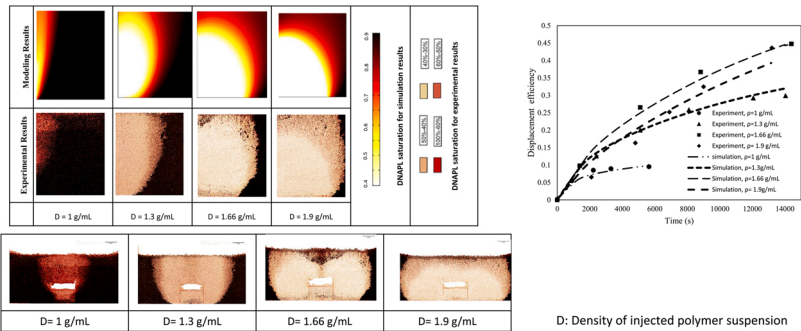 Modeling Results
Experimental Results
D = 1 g/mL
D = 1.3 g/mL
D = 1.66 g/mL
D = 1.9 g/mL
0.9
0.8
0.7
0.6
0.5
0.4
DNAPL saturation for simulation results
40%-30%
60%-50%
50%-40%
100%-60%
DNAPL saturation for experimental results
D= 1 g/mL
D= 1.3 g/mL
D= 1.66 g/mL
D= 1.9 g/mL
Displacement efficiency
0.5
0.45
0.4
0.35
0.3
0.25
0.2
0.15
0.1
0.05
0
0
2000
4000
6000
8000
10000
12000
14000
Time (s)
Experiment, ρ=1 g/mL
Experiment, ρ=1.3 g/mL
Experiment, ρ=1.66 g/mL
Experiment, ρ= 1.9 g/mL
simulation, ρ=1 g/mL
Simulation, ρ=1.3g/mL
Simulation, ρ=1.66 g/mL
Simulation, ρ= 1.9g/mL
D: Density of injected polymer suspension